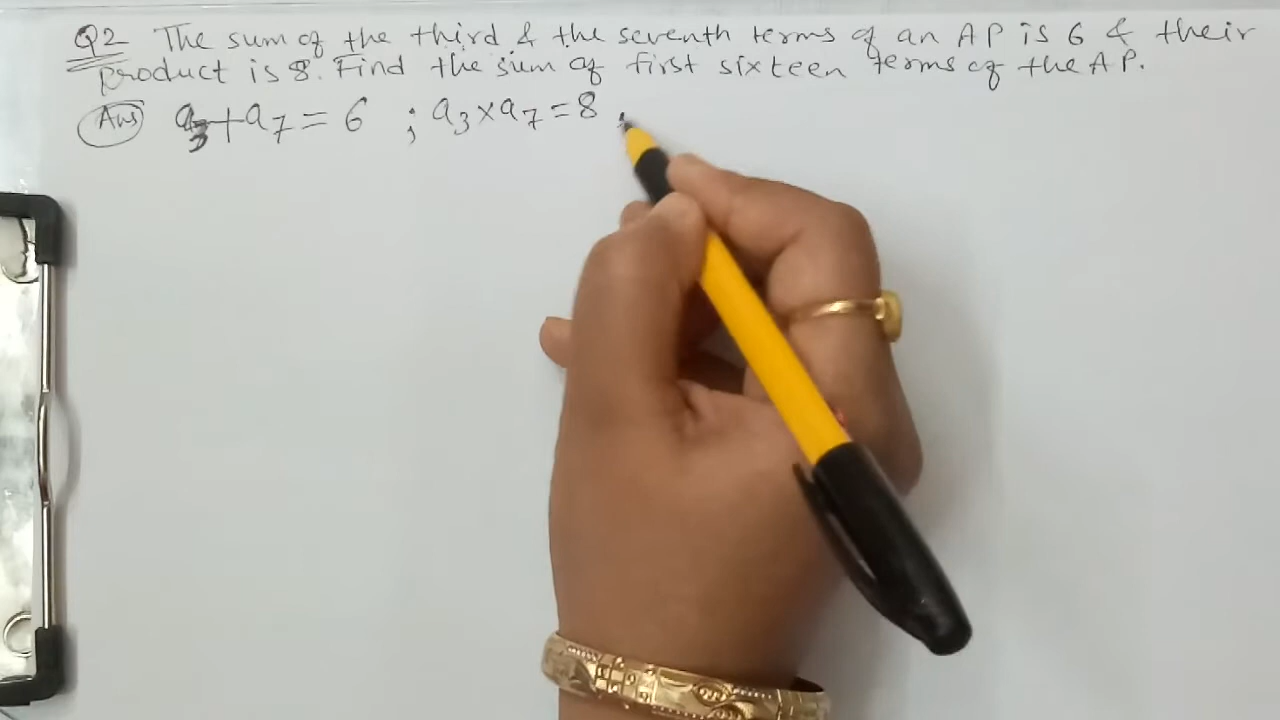 Q2 The sum of the third & the seventh terms of an AP is 6 & their
product is 8. Find the sum of first sixteen terms of the AP.
Ans a3+a7 = 6 ; a3×a7 = 8